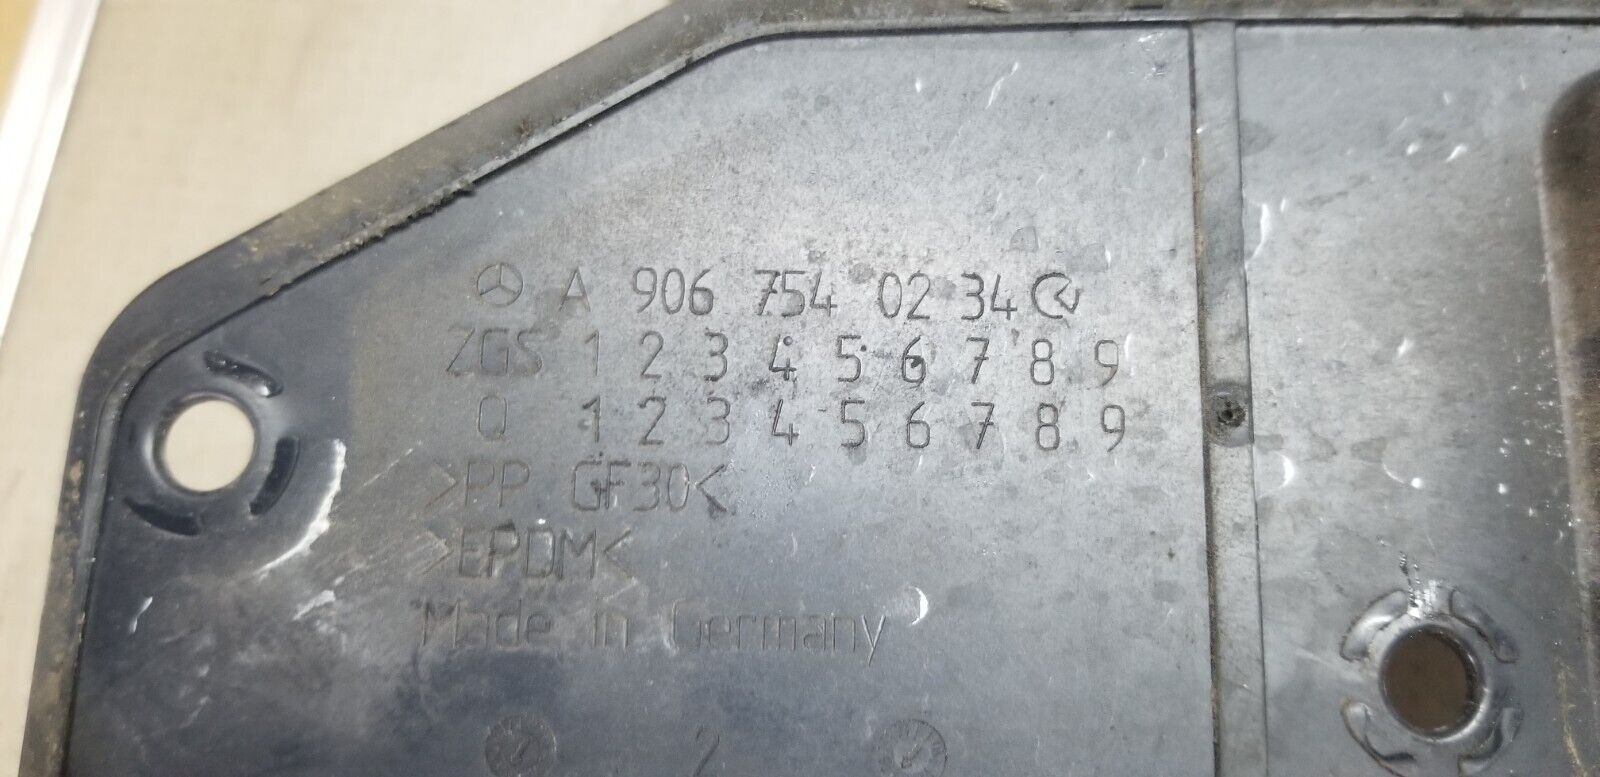 A 906 754 02 34
ZGS 1 2 3 4 5 6 7 8 9
Q 1 2 3 4 5 6 7 8 9
>PP GF30<
>EPDM<
Made in Germany
2